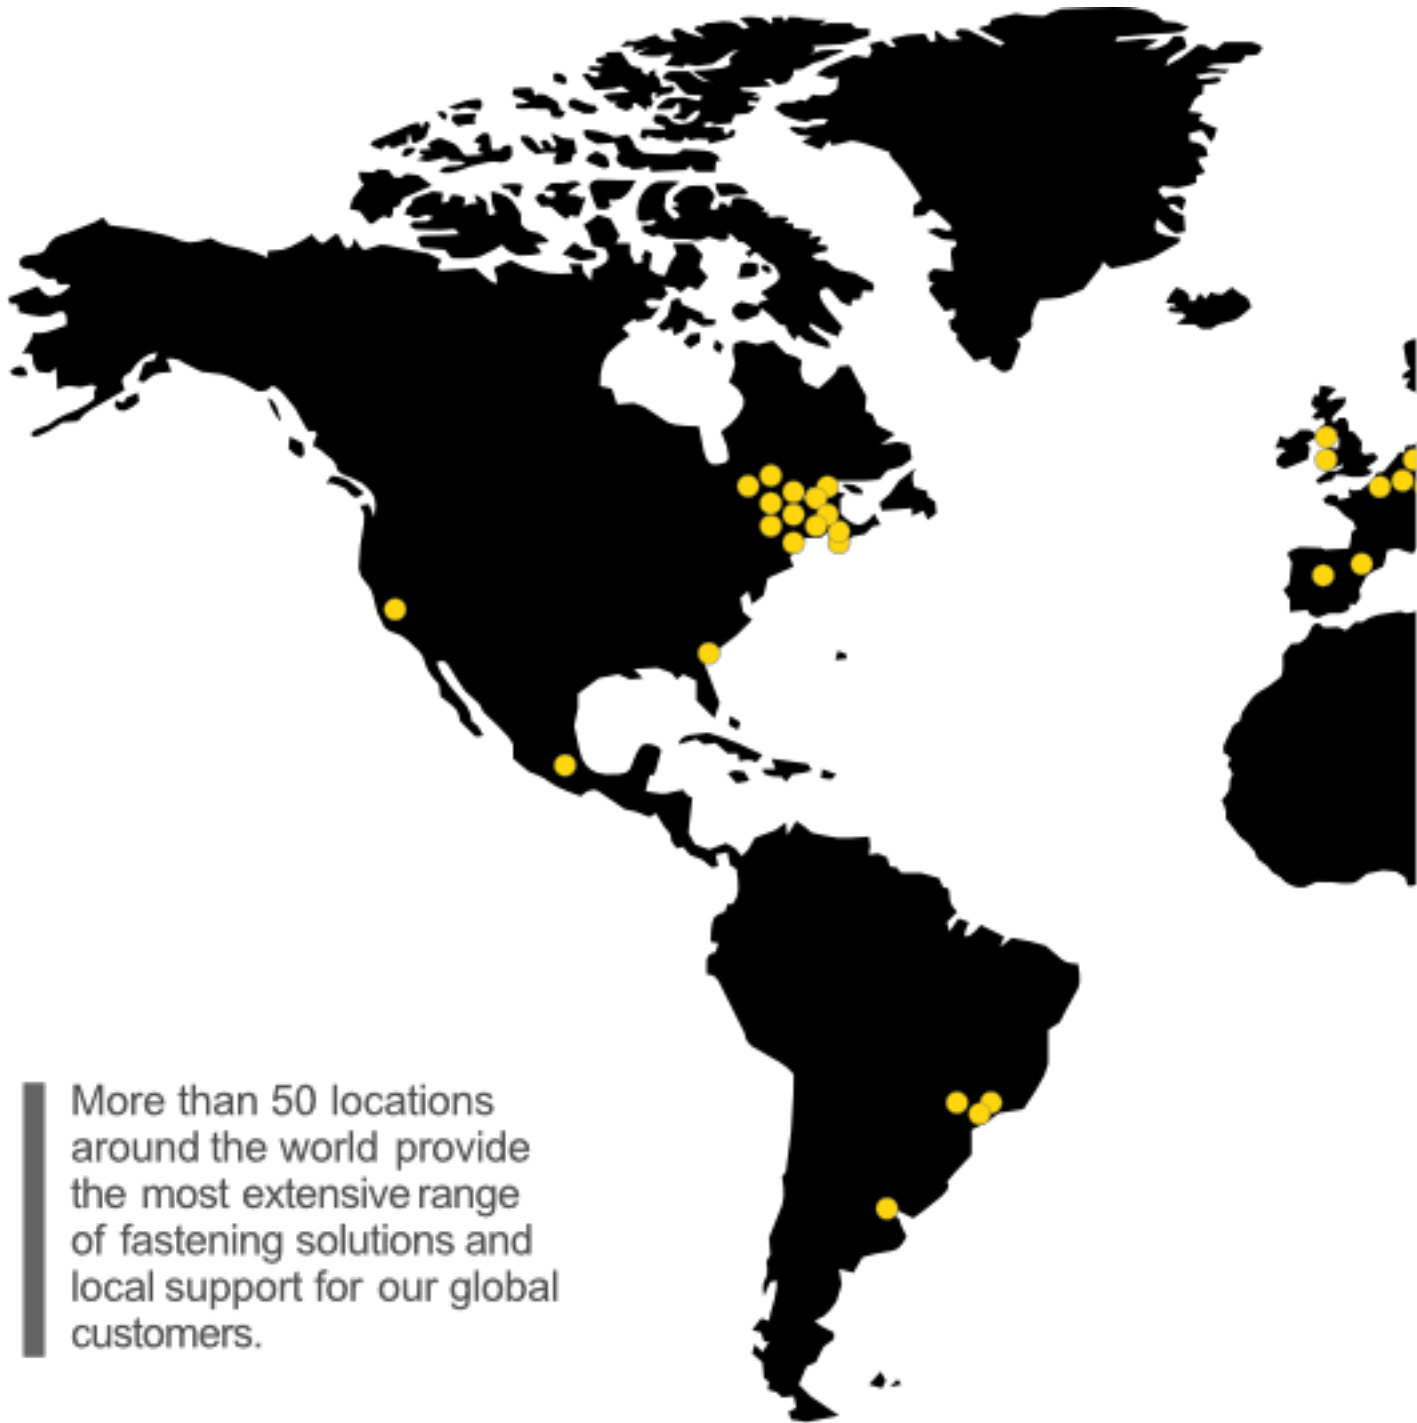 More than 50 locations
around the world provide
the most extensive range
of fastening solutions and
local support for our global
customers.